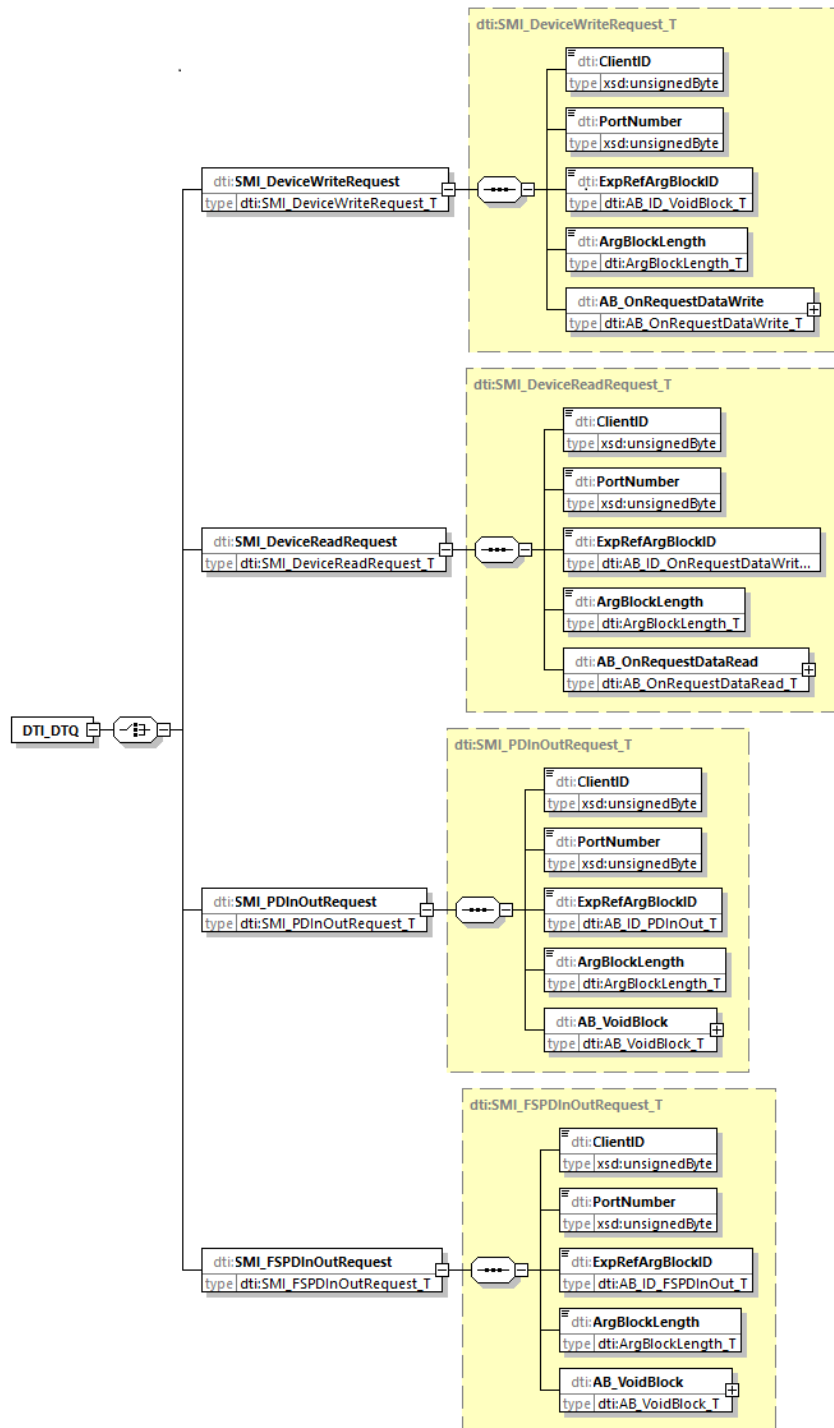 dti:SMI_DeviceWriteRequest_T
dti:ClientID
type xsd:unsignedByte
dti:PortNumber
type xsd:unsignedByte
dti:SMI_DeviceWriteRequest
type dti:SMI_DeviceWriteRequest_T
dti:ExpRefArgBlockID
type dti:AB_ID_VoidBlock_T
dti:ArgBlockLength
type dti:ArgBlockLength_T
dti:AB_OnRequestDataWrite
type dti:AB_OnRequestDataWrite_T
dti:SMI_DeviceReadRequest_T
dti:ClientID
type xsd:unsignedByte
dti:PortNumber
type xsd:unsignedByte
dti:SMI_DeviceReadRequest
type dti:SMI_DeviceReadRequest_T
dti:ExpRefArgBlockID
type dti:AB_ID_OnRequestDataWrit...
dti:ArgBlockLength
type dti:ArgBlockLength_T
dti:AB_OnRequestDataRead
type dti:AB_OnRequestDataRead_T
DTI_DTQ
dti:SMI_PDInOutRequest_T
dti:ClientID
type xsd:unsignedByte
dti:PortNumber
type xsd:unsignedByte
dti:SMI_PDInOutRequest
type dti:SMI_PDInOutRequest_T
dti:ExpRefArgBlockID
type dti:AB_ID_PDInOut_T
dti:ArgBlockLength
type dti:ArgBlockLength_T
dti:AB_VoidBlock
type dti:AB_VoidBlock_T
dti:SMI_FSPDInOutRequest_T
dti:ClientID
type xsd:unsignedByte
dti:PortNumber
type xsd:unsignedByte
dti:SMI_FSPDInOutRequest
type dti:SMI_FSPDInOutRequest_T
dti:ExpRefArgBlockID
type dti:AB_ID_FSPDInOut_T
dti:ArgBlockLength
type dti:ArgBlockLength_T
dti:AB_VoidBlock
type dti:AB_VoidBlock_T